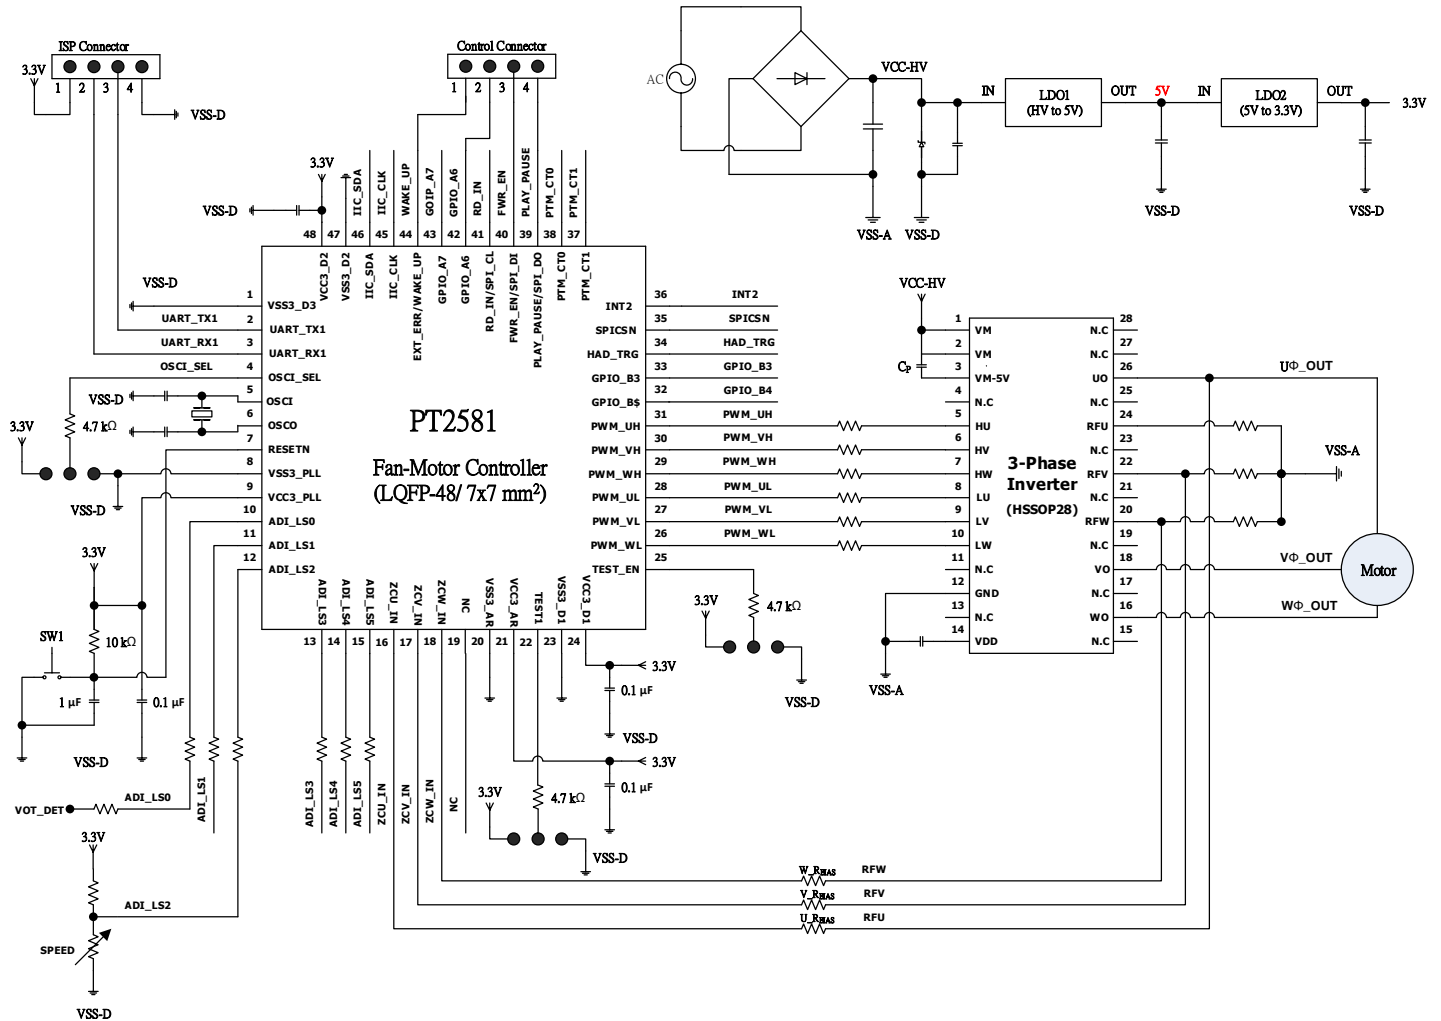 ISP Connector
3.3V
1 2 3 4
VSS-D
Control Connector
1 2 3 4
AC
VCC-HV
VSS-A
VSS-D
IN
LDO1
(HV to 5V)
OUT
5V
IN
LDO2
(5V to 3.3V)
OUT
3.3V
VSS-D
VSS-D
3.3V
VSS-D
IIC_SDA
IIC_CLK
WAKE_UP
GOIP_A7
GPIO_A6
RD_IN
FWR_EN
PLAY_PAUSE
PTM_CT0
PTM_CT1
48 47 46 45 44 43 42 41 40 39 38 37
VCC3_D2
VSS3_D2
IIC_SDA
IIC_CLK
EXT_ERR/WAKE_UP
GPIO_A7
GPIO_A6
RD_IN/SPI_CL
FWR_EN/SPI_DI
PLAY_PAUSE/SPI_DO
PTM_CT0
PTM_CT1
VSS-D
1 VSS3_D3
UART_TX1 2 UART_TX1
UART_RX1 3 UART_RX1
OSCI_SEL 4 OSCI_SEL
VSS-D 5 OSCI
6 OSCO
7 RESETN
8 VSS3_PLL
9 VCC3_PLL
10 ADI_LS0
11 ADI_LS1
12 ADI_LS2
3.3V
4.7 kΩ
VSS-D
3.3V
SW1
10 kΩ
1 µF
0.1 µF
VSS-D
VOT_DET
ADI_LS0
ADI_LS1
3.3V
ADI_LS2
SPEED
VSS-D
PT2581
Fan-Motor Controller
(LQFP-48/ 7x7 mm²)
INT2 36 INT2
SPICSN 35 SPICSN
HAD_TRG 34 HAD_TRG
GPIO_B3 33 GPIO_B3
GPIO_B$ 32 GPIO_B4
PWM_UH 31 PWM_UH
PWM_VH 30 PWM_VH
PWM_WH 29 PWM_WH
PWM_UL 28 PWM_UL
PWM_VL 27 PWM_VL
PWM_WL 26 PWM_WL
TEST_EN 25
ADI_LS3
ADI_LS4
ADI_LS5
ZCU_IN
ZCV_IN
ZCW_IN
NC
VSS3_AR
VCC3_AR
TEST1
VSS3_D1
VCC3_D1
13 14 15 16 17 18 19 20 21 22 23 24
ADI_LS3
ADI_LS4
ADI_LS5
ZCU_IN
ZCV_IN
ZCW_IN
NC
3.3V
0.1 µF
VSS-D
3.3V
0.1 µF
3.3V
4.7 kΩ
VSS-D
3.3V
4.7 kΩ
VSS-D
VCC-HV
CP
1 VM
2 VM
3 VM-5V
4 N.C
5 HU
6 HV
7 HW
8 LU
9 LV
10 LW
11 N.C
12 GND
13 N.C
14 VDD
VSS-A
3-Phase
Inverter
(HSSOP28)
28 N.C
27 N.C
26 UO
25 N.C
24 RFU
23 N.C
22 RFV
21 N.C
20 RFW
19 N.C
18 VO
17 N.C
16 WO
15 N.C
UΦ_OUT
VSS-A
VΦ_OUT
WΦ_OUT
Motor
W_RBIAS RFW
V_RBIAS RFV
U_RBIAS RFU